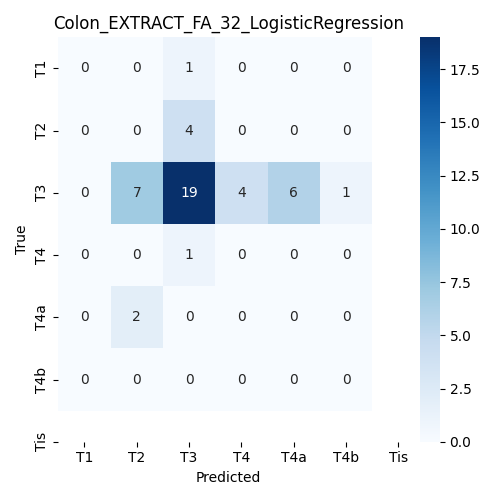 Colon_EXTRACT_FA_32_LogisticRegression
T1 0 0 1 0 0 0
T2 0 0 4 0 0 0
T3 0 7 19 4 6 1
T4 0 0 1 0 0 0
T4a 0 2 0 0 0 0
T4b 0 0 0 0 0 0
Tis
T1 T2 T3 T4 T4a T4b Tis
Predicted
True
17.5
15.0
12.5
10.0
7.5
5.0
2.5
0.0